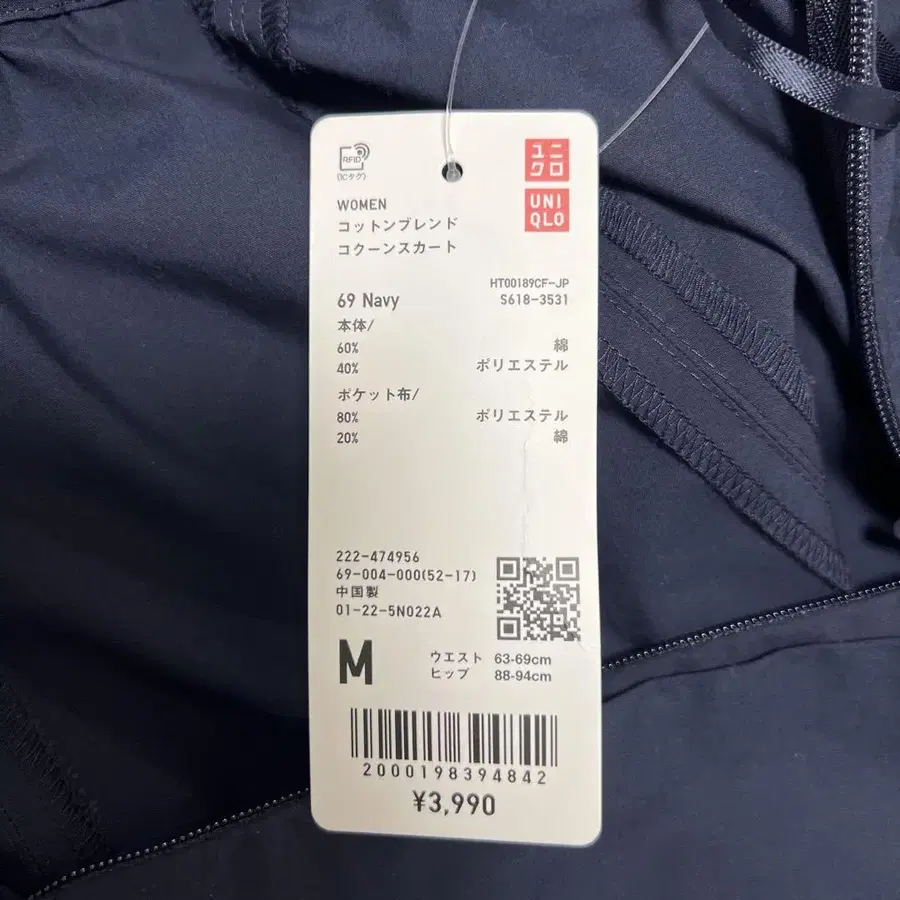 RFID
(ICタグ)
ユニ
クロ
UNI
QLO
WOMEN
コットンブレンド
コクーンスカート
HT00189CF-JP
69 Navy S618-3531
本体/
60% 綿
40% ポリエステル
ポケット布/
80% ポリエステル
20% 綿
222-474956
69-004-000(52-17)
中国製
01-22-5N022A
M ウエスト 63-69cm
ヒップ 88-94cm
2000198394842
¥3,990